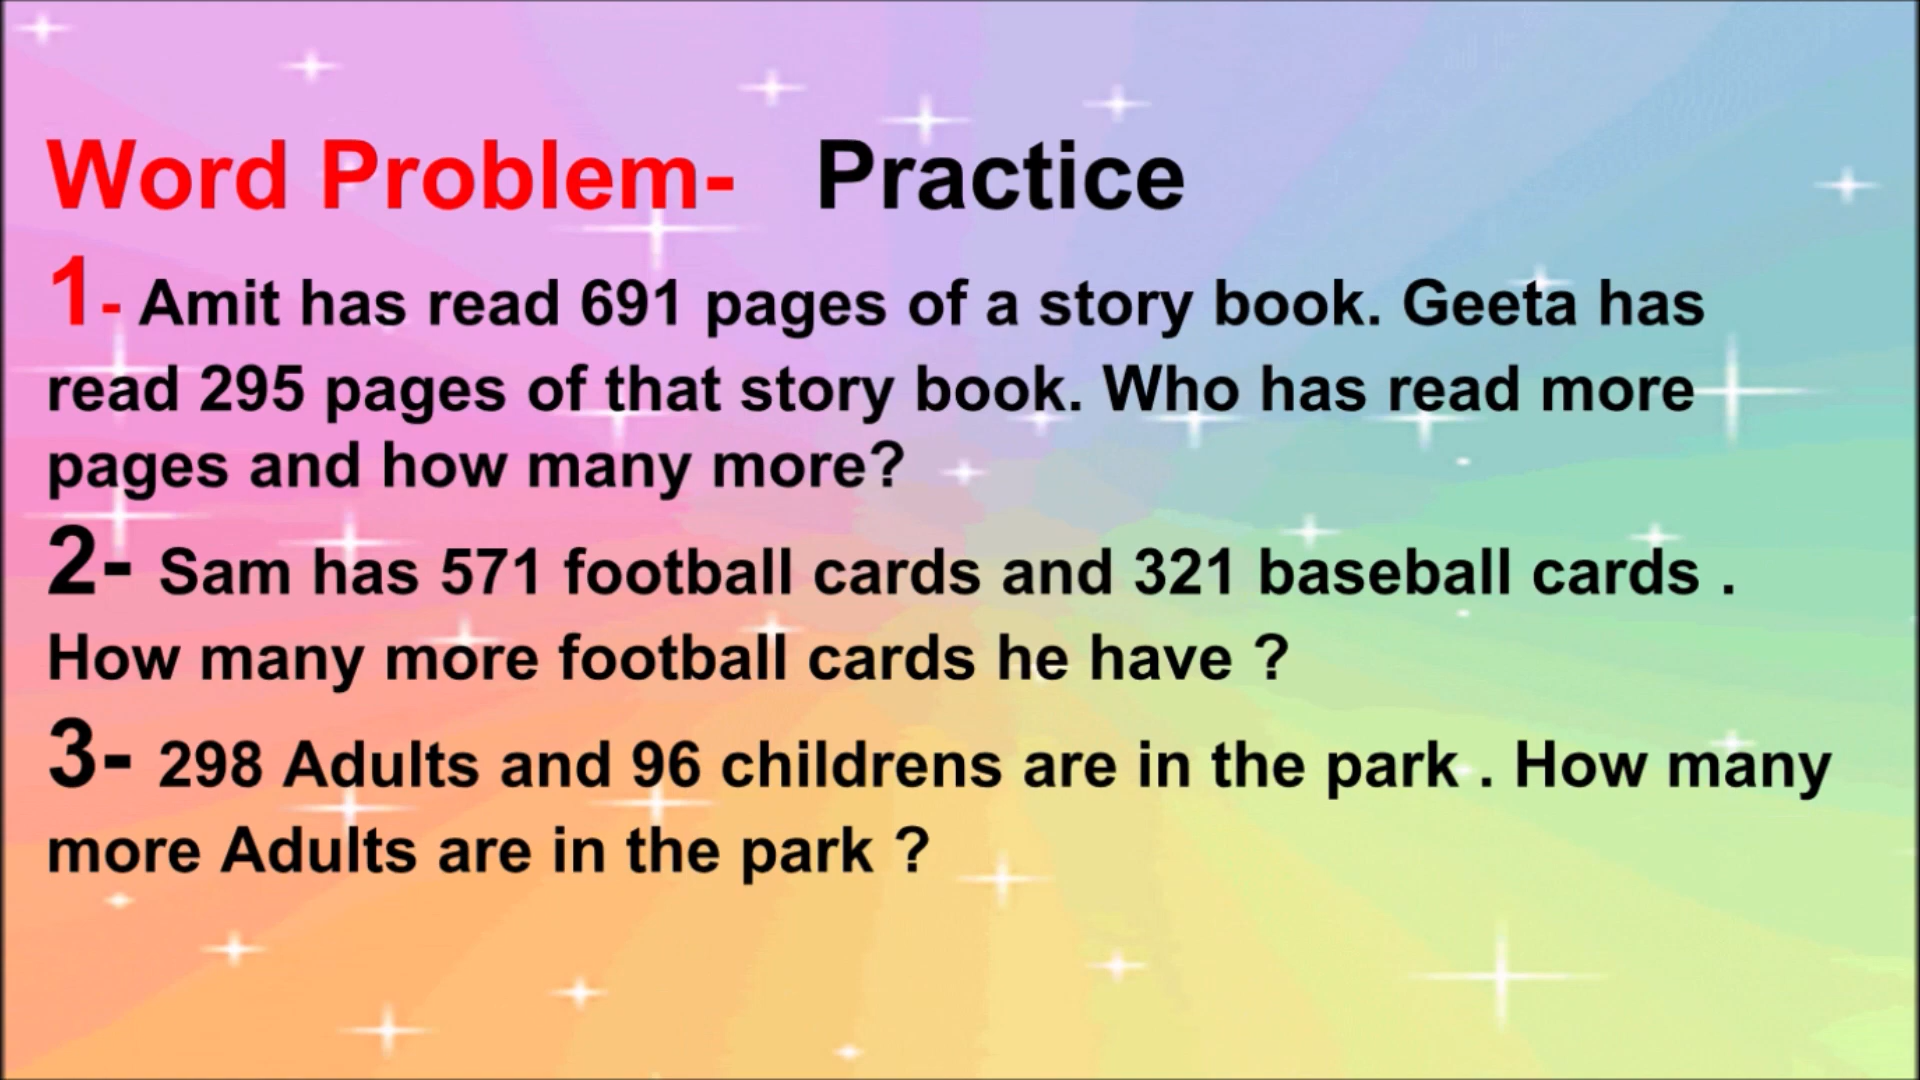 Word Problem- Practice
1- Amit has read 691 pages of a story book. Geeta has
read 295 pages of that story book. Who has read more
pages and how many more?
2- Sam has 571 football cards and 321 baseball cards .
How many more football cards he have ?
3- 298 Adults and 96 childrens are in the park . How many
more Adults are in the park ?